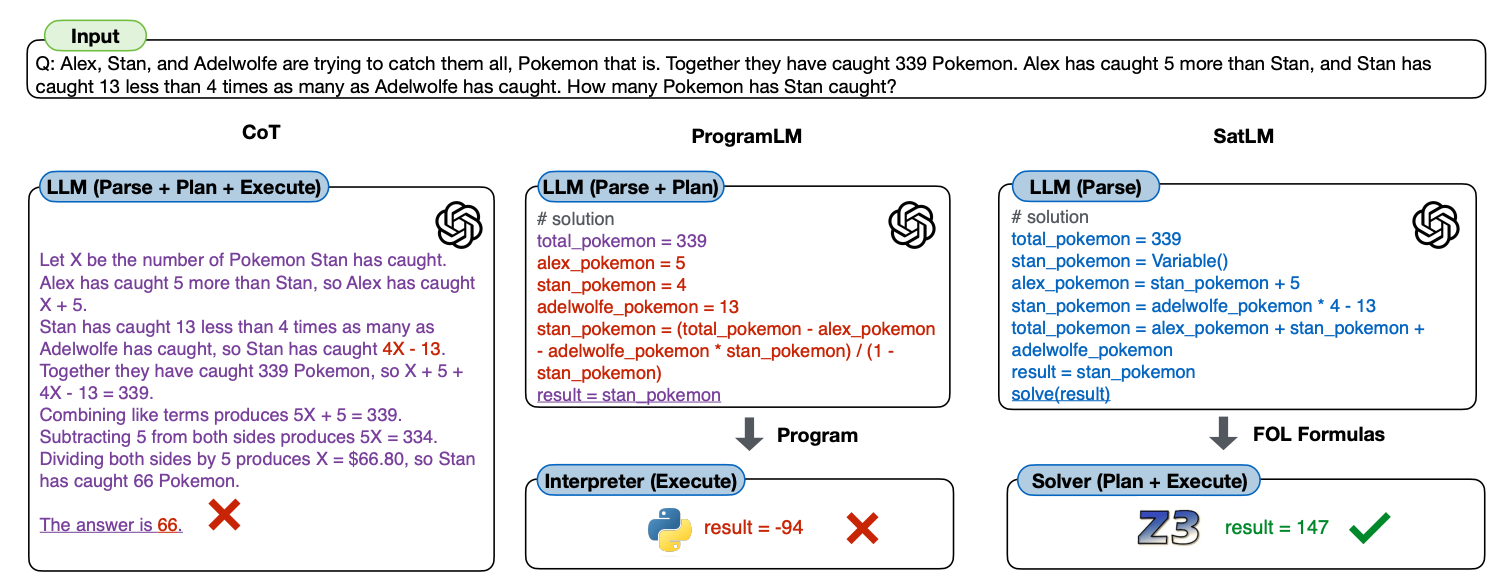 Input
Q: Alex, Stan, and Adelwolfe are trying to catch them all, Pokemon that is. Together they have caught 339 Pokemon. Alex has caught 5 more than Stan, and Stan has
caught 13 less than 4 times as many as Adelwolfe has caught. How many Pokemon has Stan caught?
CoT
LLM (Parse + Plan + Execute)
Let X be the number of Pokemon Stan has caught.
Alex has caught 5 more than Stan, so Alex has caught
X + 5.
Stan has caught 13 less than 4 times as many as
Adelwolfe has caught, so Stan has caught 4X - 13.
Together they have caught 339 Pokemon, so X + 5 +
4X - 13 = 339.
Combining like terms produces 5X + 5 = 339.
Subtracting 5 from both sides produces 5X = 334.
Dividing both sides by 5 produces X = $66.80, so Stan
has caught 66 Pokemon.
The answer is 66.
ProgramLM
LLM (Parse + Plan)
# solution
total_pokemon = 339
alex_pokemon = 5
stan_pokemon = 4
adelwolfe_pokemon = 13
stan_pokemon = (total_pokemon - alex_pokemon
- adelwolfe_pokemon * stan_pokemon) / (1 -
stan_pokemon)
result = stan_pokemon
Program
Interpreter (Execute)
result = -94
SatLM
LLM (Parse)
# solution
total_pokemon = 339
stan_pokemon = Variable()
alex_pokemon = stan_pokemon + 5
stan_pokemon = adelwolfe_pokemon * 4 - 13
total_pokemon = alex_pokemon + stan_pokemon +
adelwolfe_pokemon
result = stan_pokemon
solve(result)
FOL Formulas
Solver (Plan + Execute)
Z3
result = 147